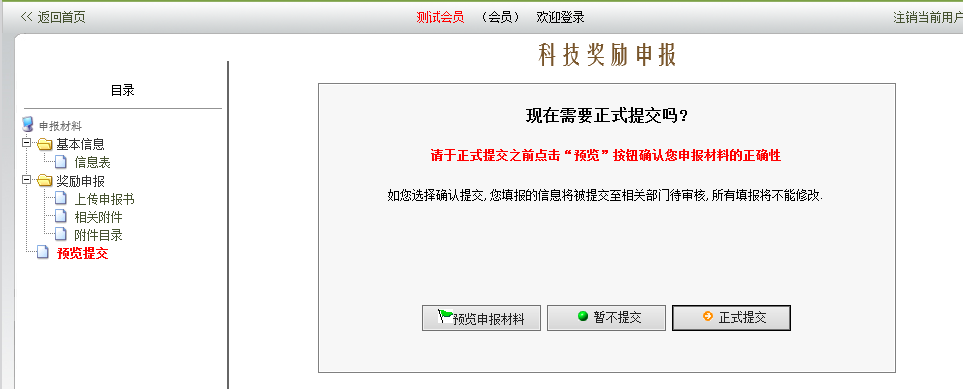 << 返回首页 测试会员 （会员） 欢迎登录 注销当前用户
科技奖励申报
目录
申报材料
基本信息
信息表
奖励申报
上传申报书
相关附件
附件目录
预览提交
现在需要正式提交吗?
请于正式提交之前点击“预览”按钮确认您申报材料的正确性
如您选择确认提交, 您填报的信息将被提交至相关部门待审核, 所有填报将不能修改.
预览申报材料 暂不提交 正式提交